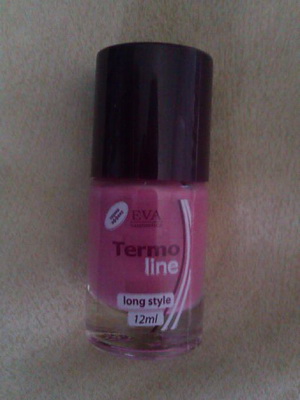 EVA
Termo
line
long style
12ml